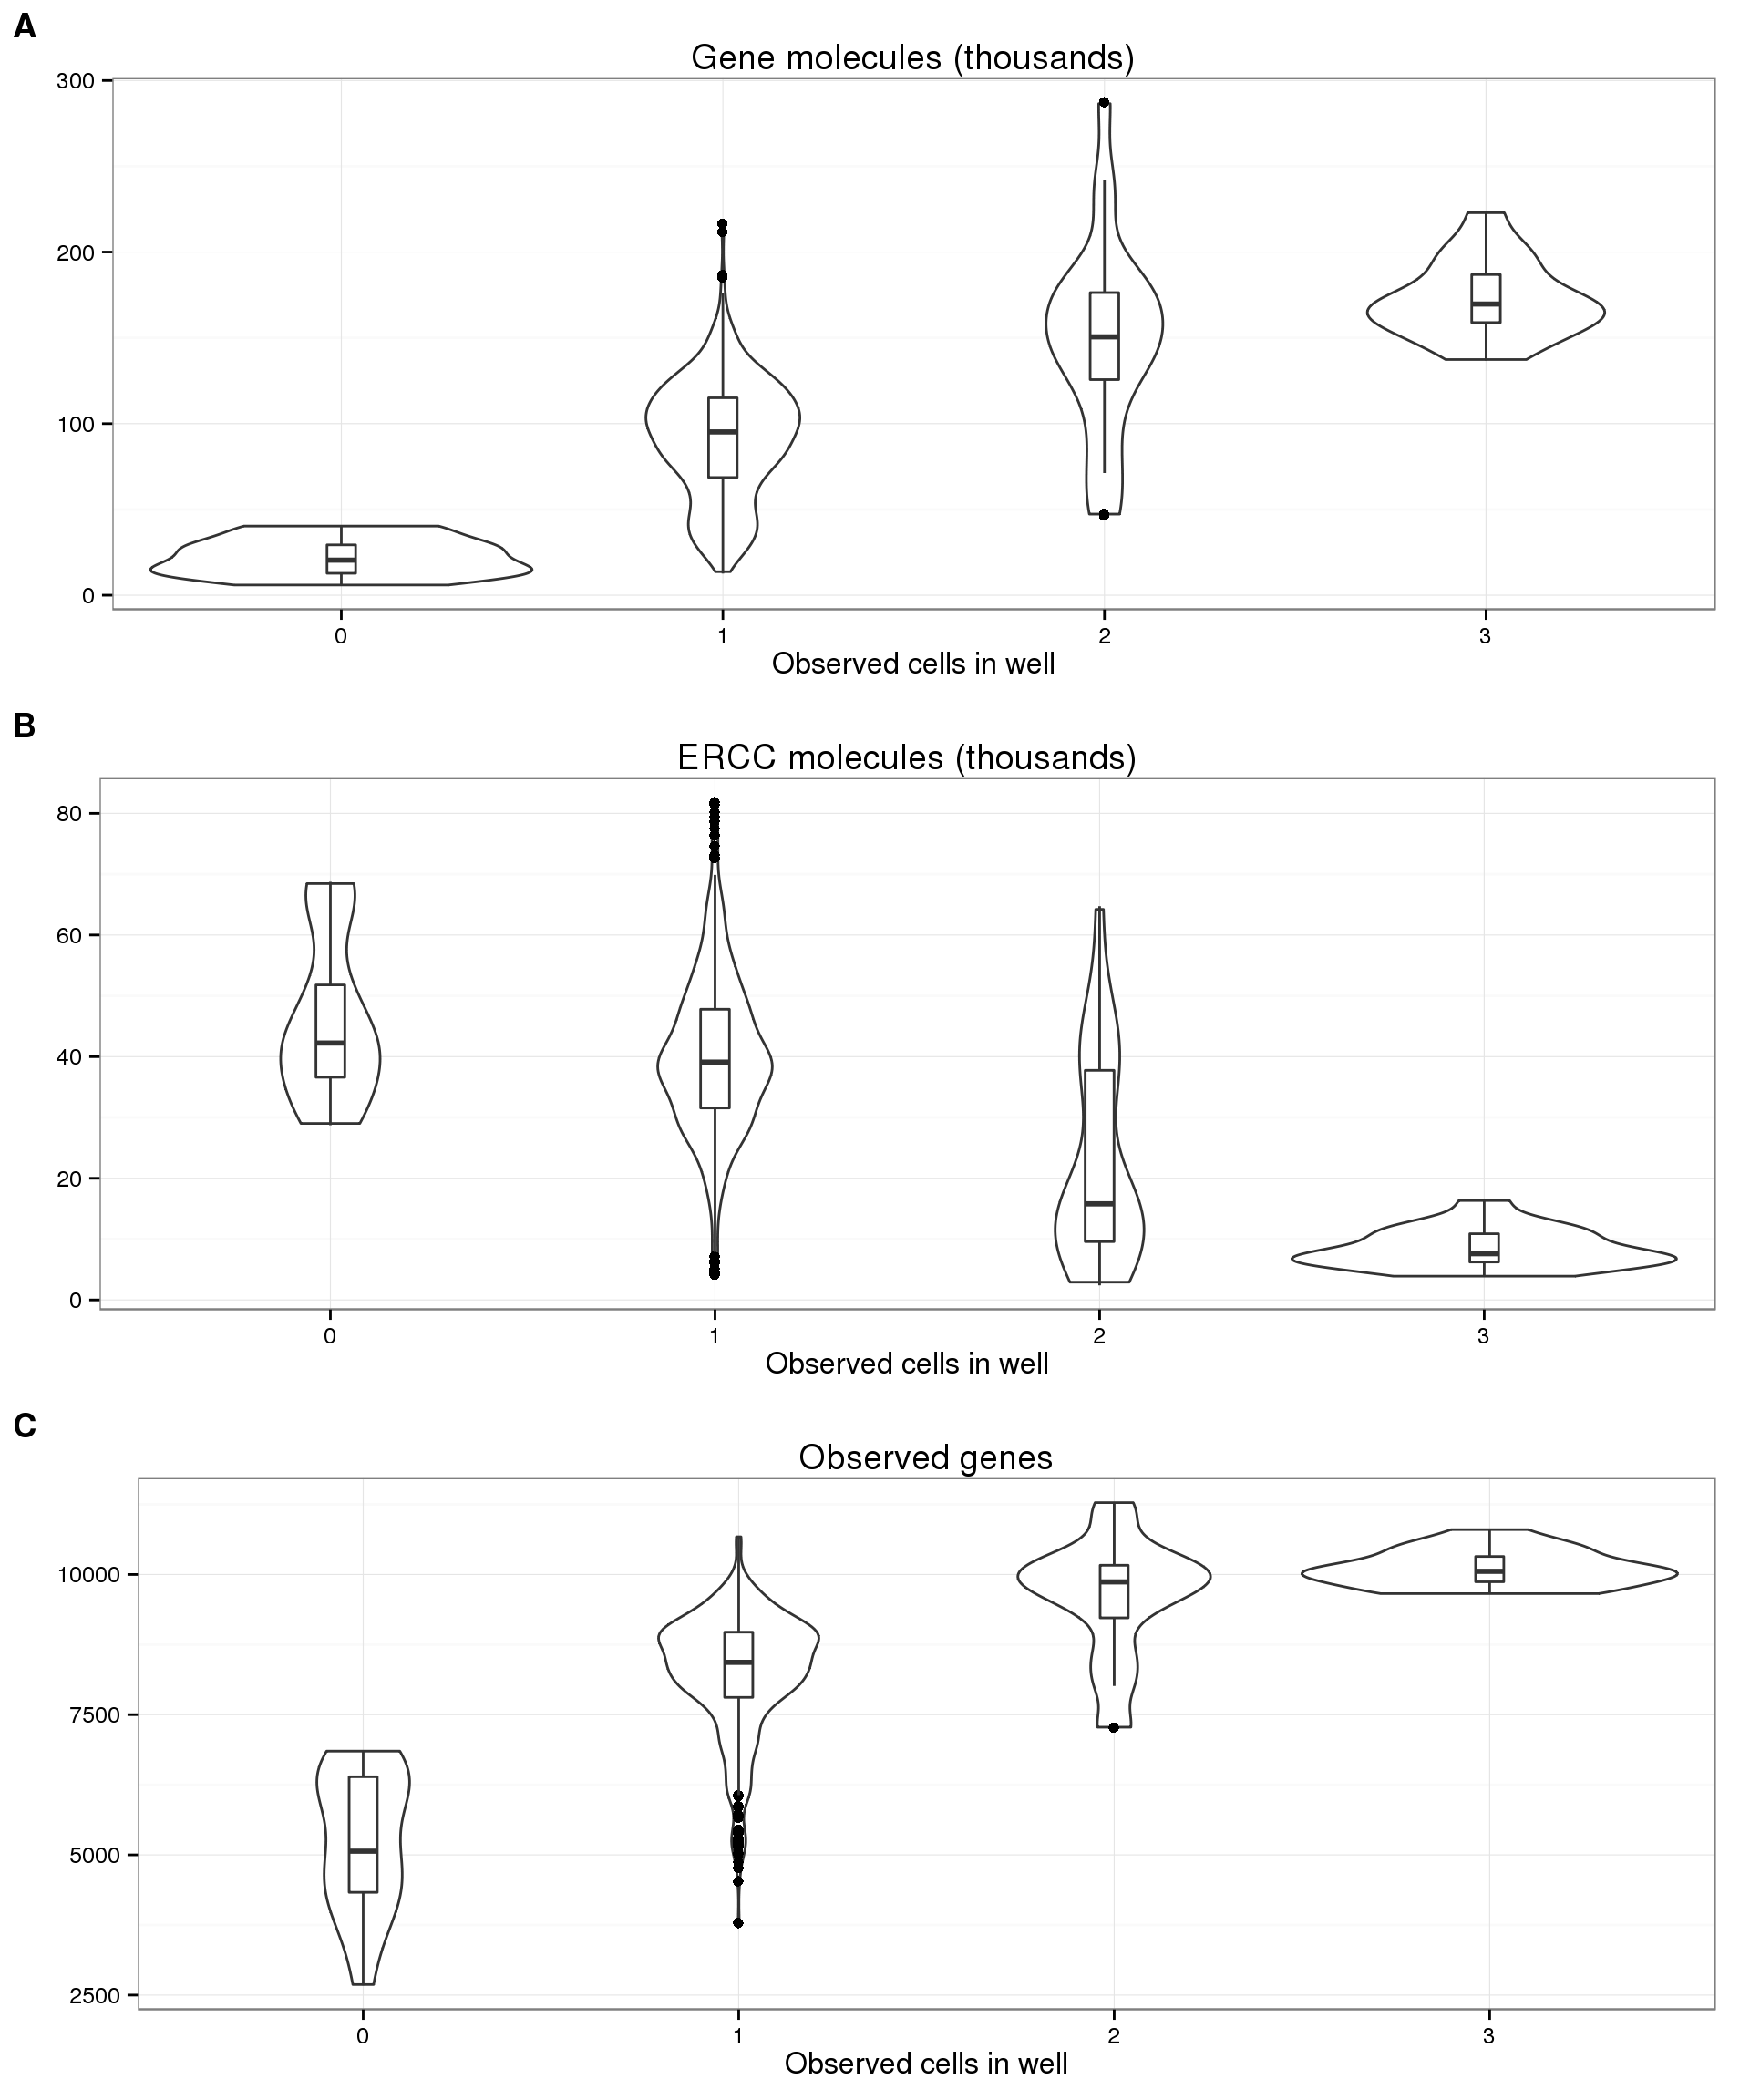 A
Gene molecules (thousands)
300
200
100
0
0 1 2 3
Observed cells in well
B
ERCC molecules (thousands)
80
60
40
20
0
0 1 2 3
Observed cells in well
C
Observed genes
10000
7500
5000
2500
0 1 2 3
Observed cells in well